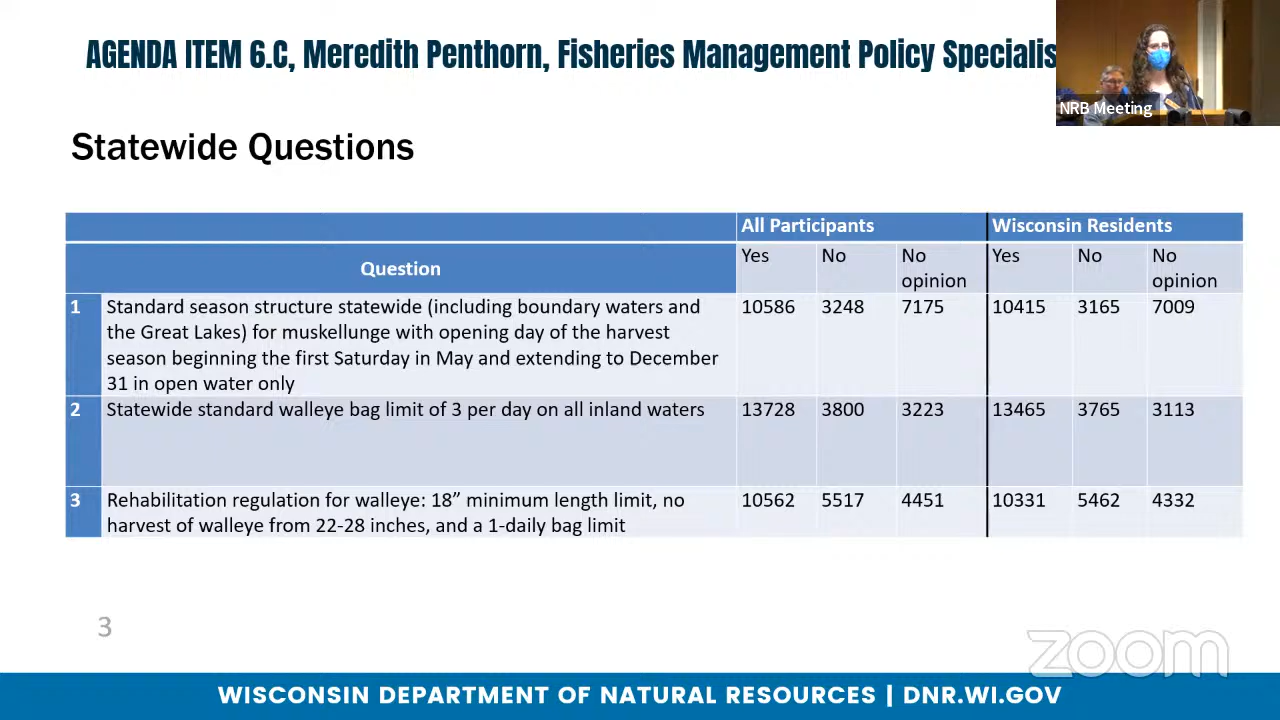 AGENDA ITEM 6.C, Meredith Penthorn, Fisheries Management Policy Specialis
NRB Meeting
Statewide Questions
All Participants Wisconsin Residents
Question Yes No No opinion Yes No No opinion
1 Standard season structure statewide (including boundary waters and 10586 3248 7175 10415 3165 7009
the Great Lakes) for muskellunge with opening day of the harvest
season beginning the first Saturday in May and extending to December
31 in open water only
2 Statewide standard walleye bag limit of 3 per day on all inland waters 13728 3800 3223 13465 3765 3113
3 Rehabilitation regulation for walleye: 18” minimum length limit, no 10562 5517 4451 10331 5462 4332
harvest of walleye from 22-28 inches, and a 1-daily bag limit
3
zoom
WISCONSIN DEPARTMENT OF NATURAL RESOURCES | DNR.WI.GOV